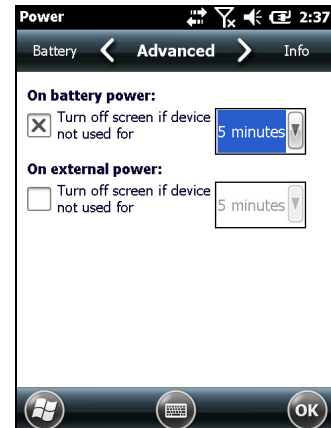 Power 2:37
Battery Advanced Info
On battery power:
Turn off screen if device
not used for
5 minutes
On external power:
Turn off screen if device
not used for
5 minutes
OK